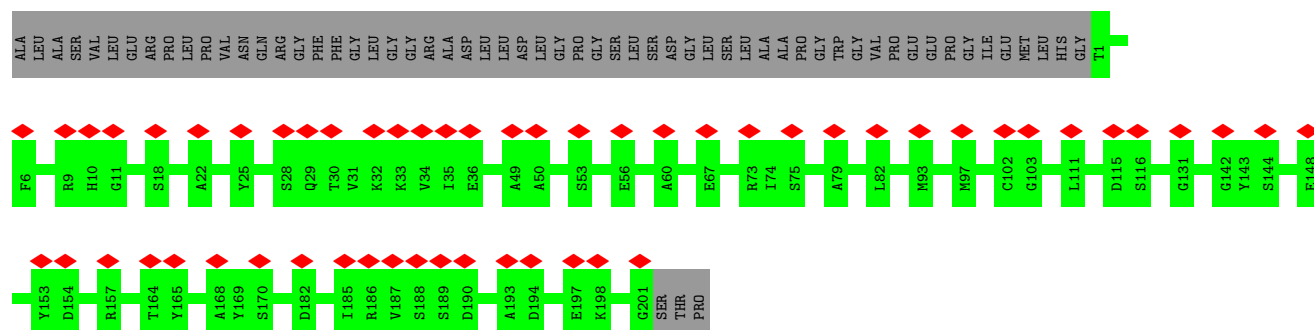 ALA LEU ALA SER VAL LEU GLU ARG PRO LEU PRO VAL ASN GLN ARG GLY PHE PHE GLY LEU GLY GLY ARG ALA ASP LEU LEU ASP LEU GLY PRO GLY SER LEU SER SER ASP GLY LEU SER LEU ALA ALA PRO GLY TRP GLY VAL PRO GLU GLU PRO GLY ILE GLU MET LEU HIS GLY T1
F6 R9 H10 G11 S18 A22 Y25 S28 Q29 T30 V31 K32 K33 V34 I35 E36 A49 A50 S53 E56 A60 E67 R73 I74 S75 A79 L82 M93 M97 C102 G103 L111 D115 S116 G131 G142 Y143 S144 E148
Y153 D154 R157 T164 Y165 A168 Y169 S170 D182 I185 R186 V187 S188 S189 D190 A193 D194 E197 K198 G201 SER THR PRO